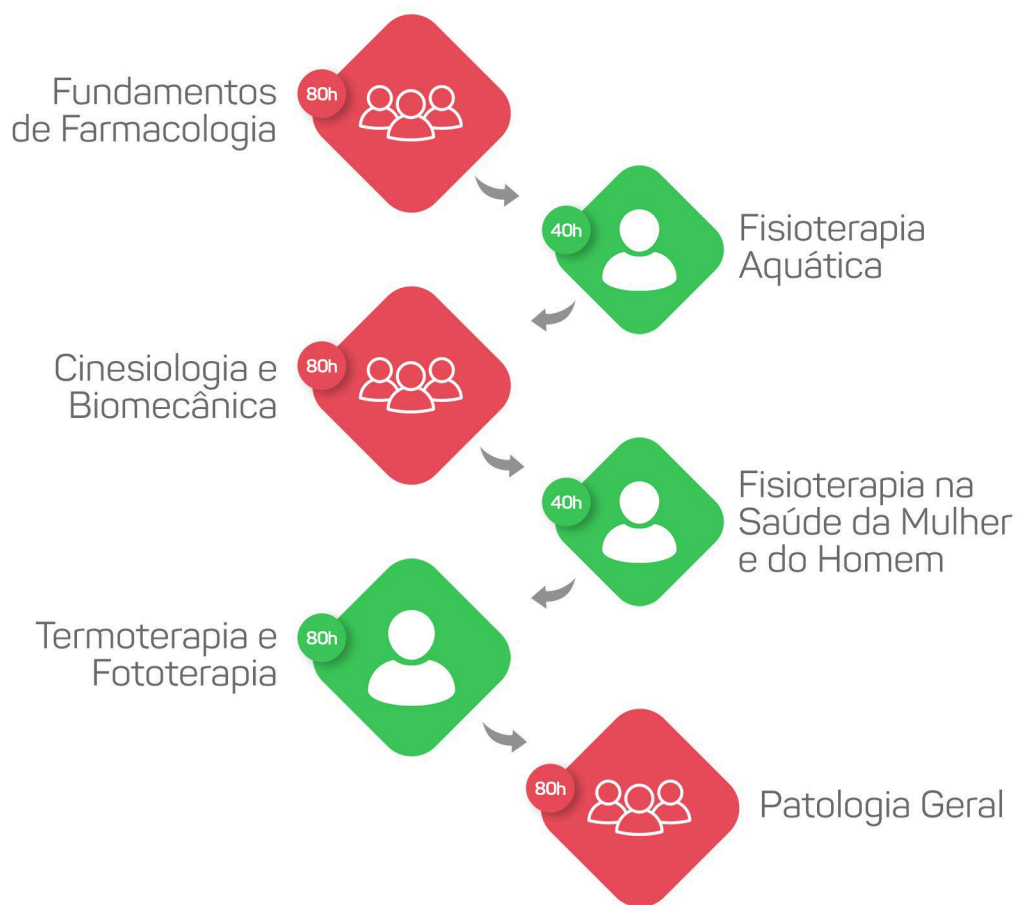 Fundamentos
de Farmacologia
80h
40h
Fisioterapia
Aquática
Cinesiologia e
Biomecânica
80h
40h
Fisioterapia na
Saúde da Mulher
e do Homem
Termoterapia e
Fototerapia
80h
80h
Patologia Geral